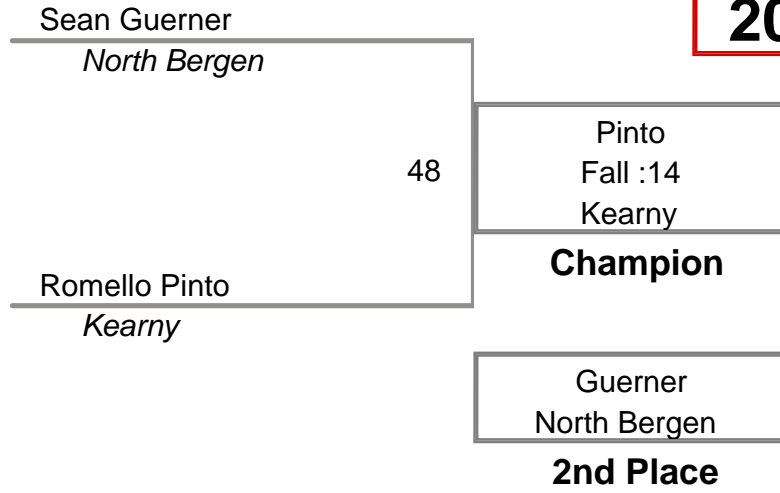 Sean Guerner
North Bergen
48
Pinto
Fall :14
Kearny
Champion
Romello Pinto
Kearny
Guerner
North Bergen
2nd Place